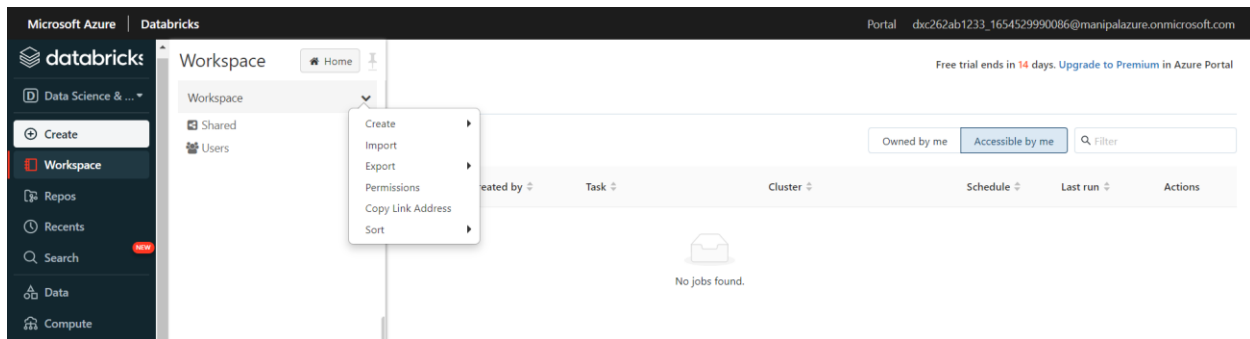 Microsoft Azure Databricks Portal dxc262ab1233_1654529990086@manipalazure.onmicrosoft.com
databricks
D Data Science & ...
Create
Workspace
Repos
Recents
Search
NEW
Data
Compute
Workspace Home
Workspace
Shared
Users
Create
Import
Export
Permissions
Copy Link Address
Sort
Free trial ends in 14 days. Upgrade to Premium in Azure Portal
Owned by me Accessible by me Filter
reated by Task Cluster Schedule Last run Actions
No jobs found.